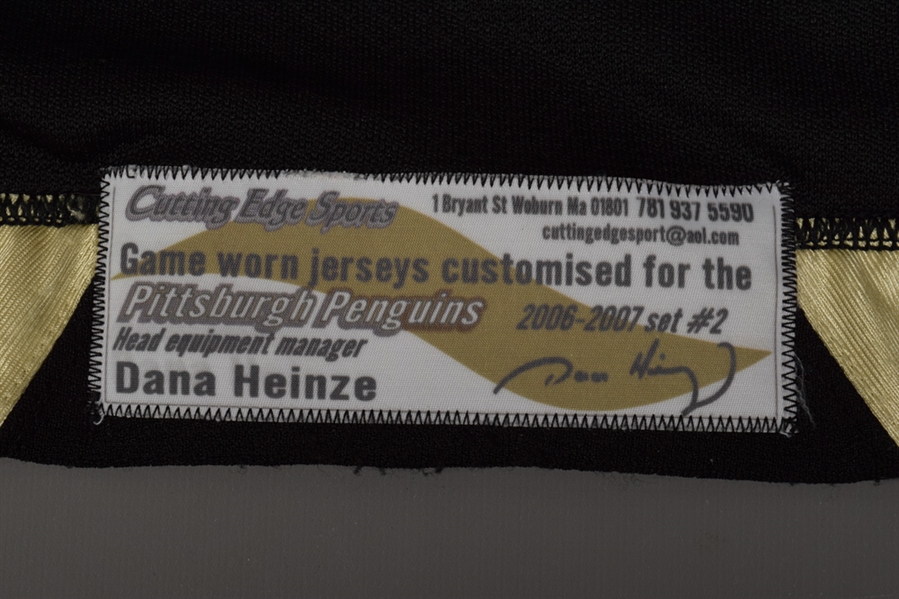 Cutting Edge Sports 1 Bryant St Woburn Ma 01801 781 937 5590
cuttingedgesport@aol.com
Game worn jerseys customised for the
Pittsburgh Penguins 2006-2007 set #2
Head equipment manager
Dana Heinze